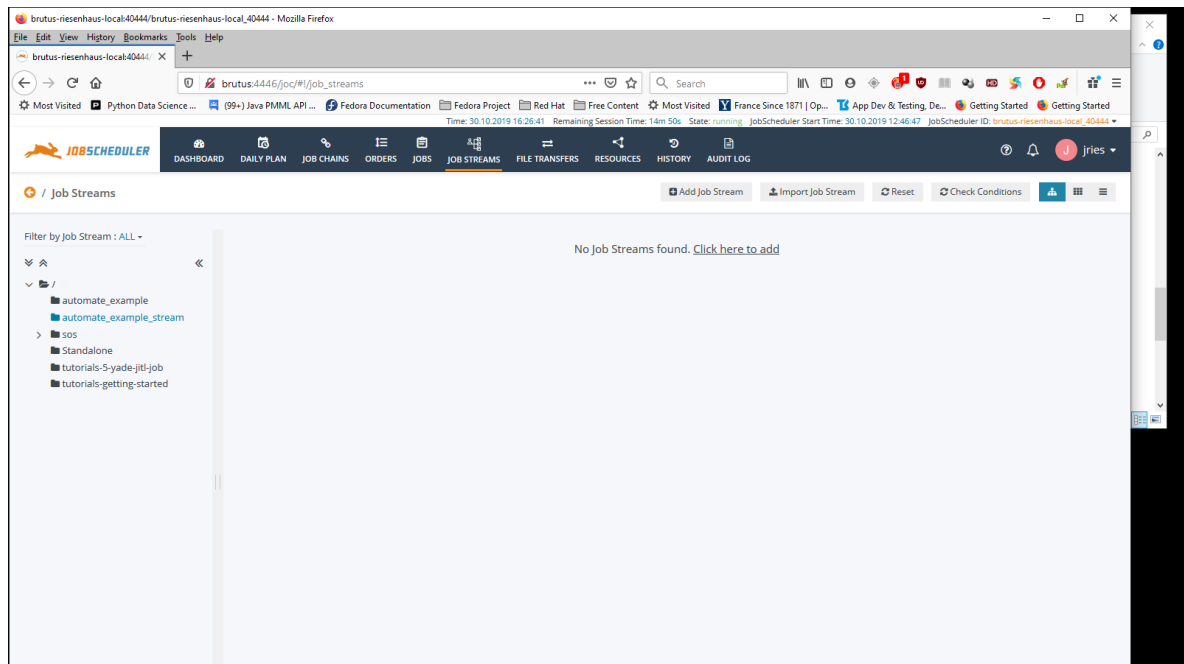 brutus-riesenhaus-local:40444/brutus-riesenhaus-local_40444 - Mozilla Firefox
File Edit View History Bookmarks Tools Help
brutus-riesenhaus-local:40444/
brutus:4446/joc/#!/job_streams
Search
Most Visited Python Data Science ... (99+) Java PMML API ... Fedora Documentation Fedora Project Red Hat Free Content Most Visited France Since 1871 | Op... App Dev & Testing, De... Getting Started Getting Started
Time: 30.10.2019 16:26:41 Remaining Session Time: 14m 50s State: running JobScheduler Start Time: 30.10.2019 12:46:47 JobScheduler ID: brutus-riesenhaus-local_40444
JOBSCHEDULER
DASHBOARD DAILY PLAN JOB CHAINS ORDERS JOBS JOB STREAMS FILE TRANSFERS RESOURCES HISTORY AUDIT LOG
J jries
/ Job Streams
Add Job Stream Import Job Stream Reset Check Conditions
Filter by Job Stream : ALL
No Job Streams found. Click here to add
/
automate_example
automate_example_stream
sos
Standalone
tutorials-5-yade-jitl-job
tutorials-getting-started